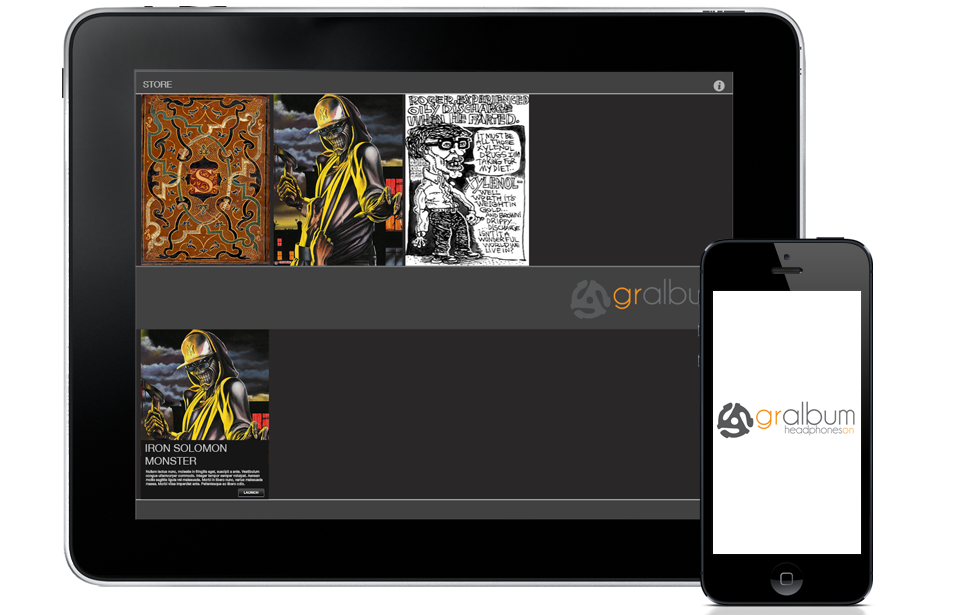 STORE
S
ROGER EXPERIENCED
OILY DISCHARGE
WHEN HE FARTED.
IT MUST BE
ALL THOSE
XYLENOL
DRUGS I'M
TAKING FOR
MY DIET..
XYLENOL-
WELL
WORTH ITS
WEIGHT IN
GOLD...
AND BROWN!
DRIPPY
DISCHARGE
ISN'T IT A
WONDERFUL
WORLD WE
LIVE IN?
gralbu
IRON SOLOMON
MONSTER
LAUNCH
gralbum
headphoneson